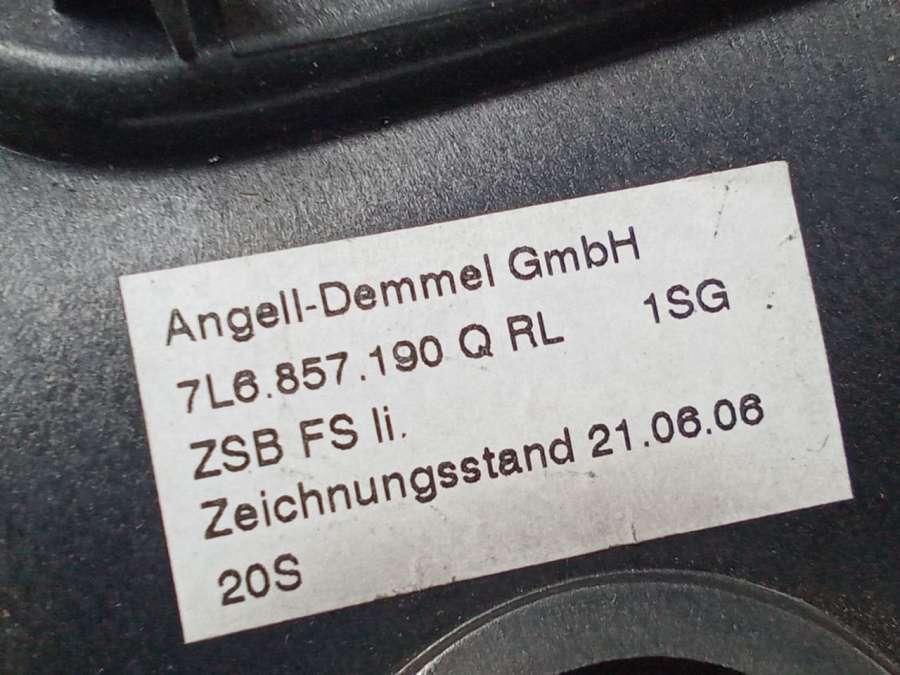 Angell-Demmel GmbH
7L6.857.190 Q RL 1SG
ZSB FS li.
Zeichnungsstand 21.06.06
20S